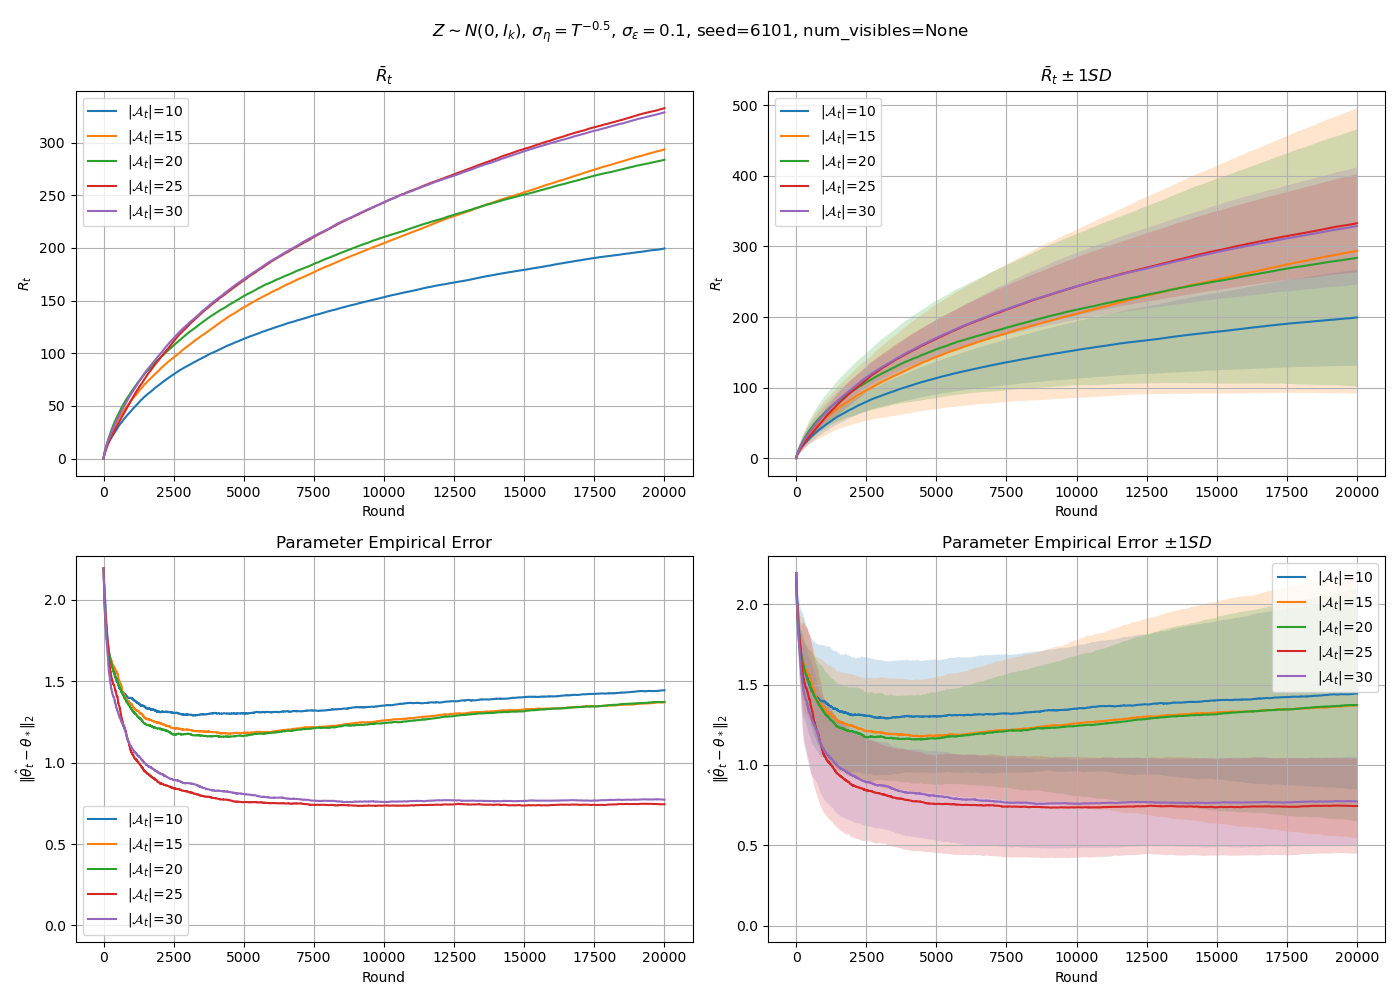 Z ~ N(0, I_k), σ_η = T^{-0.5}, σ_ε = 0.1, seed=6101, num_visibles=None
R̄_t
R_t
0
50
100
150
200
250
300
|𝒜_t|=10
|𝒜_t|=15
|𝒜_t|=20
|𝒜_t|=25
|𝒜_t|=30
0 2500 5000 7500 10000 12500 15000 17500 20000
Round
R̄_t ± 1SD
R_t
0
100
200
300
400
500
|𝒜_t|=10
|𝒜_t|=15
|𝒜_t|=20
|𝒜_t|=25
|𝒜_t|=30
0 2500 5000 7500 10000 12500 15000 17500 20000
Round
Parameter Empirical Error
‖θ̂_t − θ_*‖_2
0.0
0.5
1.0
1.5
2.0
|𝒜_t|=10
|𝒜_t|=15
|𝒜_t|=20
|𝒜_t|=25
|𝒜_t|=30
0 2500 5000 7500 10000 12500 15000 17500 20000
Round
Parameter Empirical Error ±1SD
‖θ̂_t − θ_*‖_2
0.0
0.5
1.0
1.5
2.0
|𝒜_t|=10
|𝒜_t|=15
|𝒜_t|=20
|𝒜_t|=25
|𝒜_t|=30
0 2500 5000 7500 10000 12500 15000 17500 20000
Round